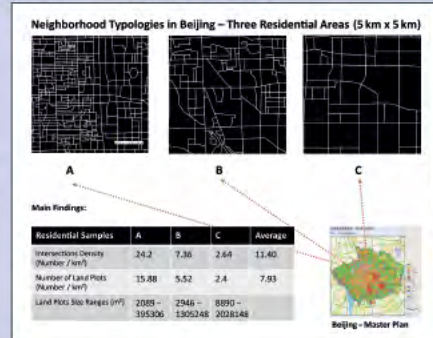 Neighborhood Typologies in Beijing – Three Residential Areas (5 km x 5 km)
A B C
Main Findings:
Residential Samples A B C Average
Intersections Density (Number / km²) 24.2 7.36 2.64 11.40
Number of Land Plots (Number / km²) 15.88 5.52 2.4 7.93
Land Plots Size Ranges (m²) 2089 – 395306 2946 – 1305248 8890 – 2028148
Beijing – Master Plan